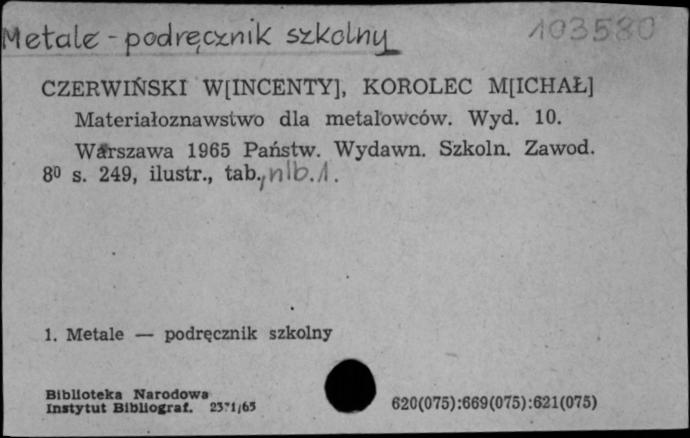 Metale - podręcznik szkolny 103580
CZERWIŃSKI W[INCENTY], KOROLEC M[ICHAŁ]
Materiałoznawstwo dla metalowców. Wyd. 10.
Warszawa 1965 Państw. Wydawn. Szkoln. Zawod.
8⁰ s. 249, ilustr., tab., nlb. 1.
1. Metale — podręcznik szkolny
Biblioteka Narodowa
Instytut Bibliograf. 620(075):669(075):621(075)